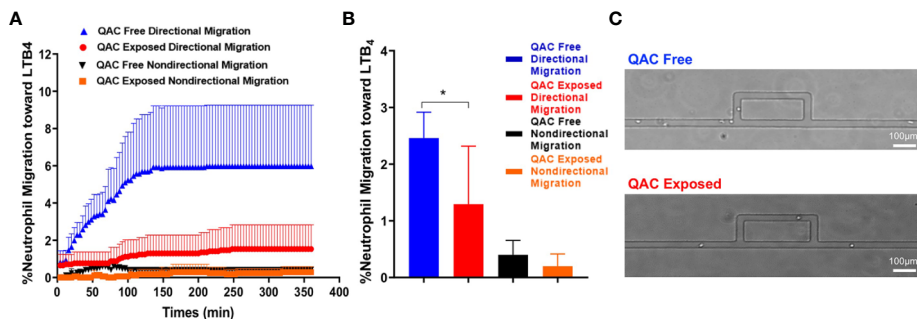 A
QAC Free Directional Migration
QAC Exposed Directional Migration
QAC Free Nondirectional Migration
QAC Exposed Nondirectional Migration
%Neutrophil Migration toward LTB4
12
10
8
6
4
2
0
0 50 100 150 200 250 300 350 400
Times (min)
B
%Neutrophil Migration toward LTB₄
4
3
2
1
0
*
QAC Free
Directional
Migration
QAC Exposed
Directional
Migration
QAC Free
Nondirectional
Migration
QAC Exposed
Nondirectional
Migration
C
QAC Free
100µm
QAC Exposed
100µm